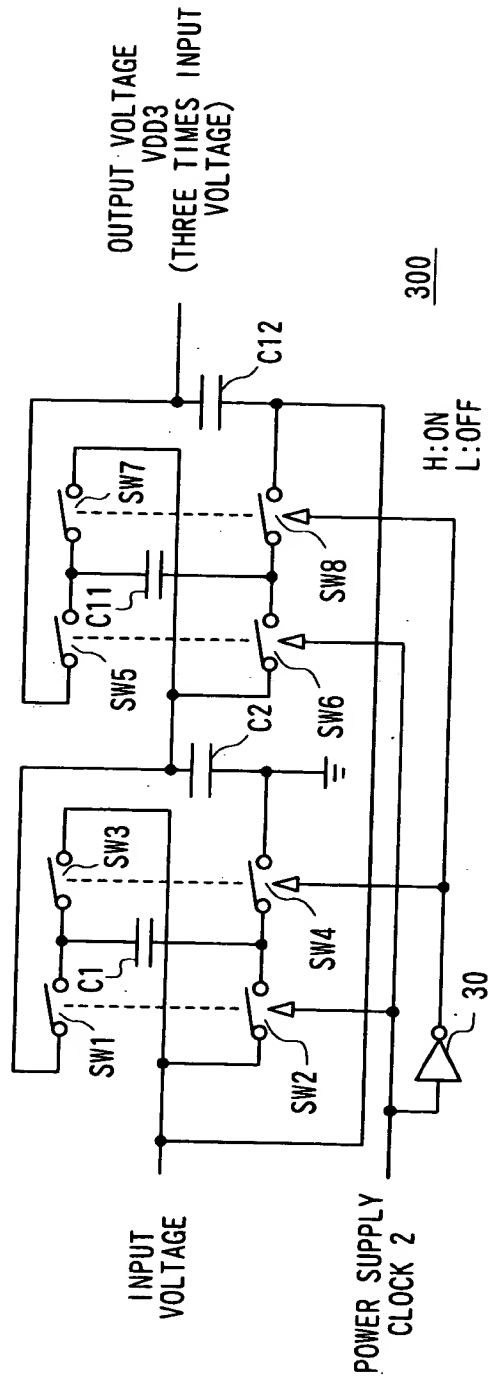 INPUT
VOLTAGE
POWER SUPPLY
CLOCK 2
SW1
SW3
C1
SW2
SW4
C2
30
SW5
SW7
C11
SW6
SW8
C12
OUTPUT VOLTAGE
VDD3
(THREE TIMES INPUT
VOLTAGE)
H:ON
L:OFF
300